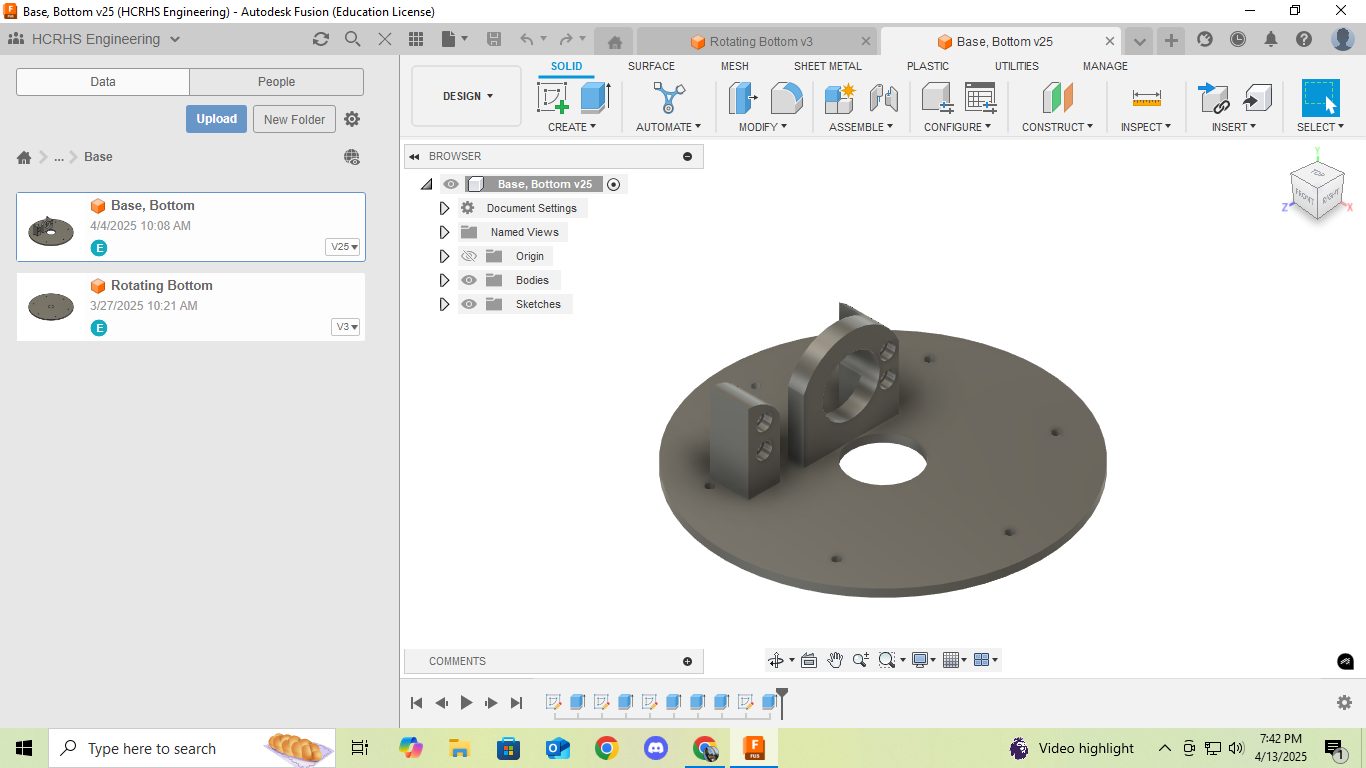 Base, Bottom v25 (HCRHS Engineering) - Autodesk Fusion (Education License)
HCRHS Engineering
Rotating Bottom v3
Base, Bottom v25
Data
People
Upload
New Folder
... Base
Base, Bottom
4/4/2025 10:08 AM
E
V25
Rotating Bottom
3/27/2025 10:21 AM
E
V3
DESIGN
SOLID
SURFACE
MESH
SHEET METAL
PLASTIC
UTILITIES
MANAGE
CREATE
AUTOMATE
MODIFY
ASSEMBLE
CONFIGURE
CONSTRUCT
INSPECT
INSERT
SELECT
BROWSER
Base, Bottom v25
Document Settings
Named Views
Origin
Bodies
Sketches
Y
TOP
FRONT
RIGHT
Z
X
COMMENTS
Type here to search
Video highlight
7:42 PM
4/13/2025
1